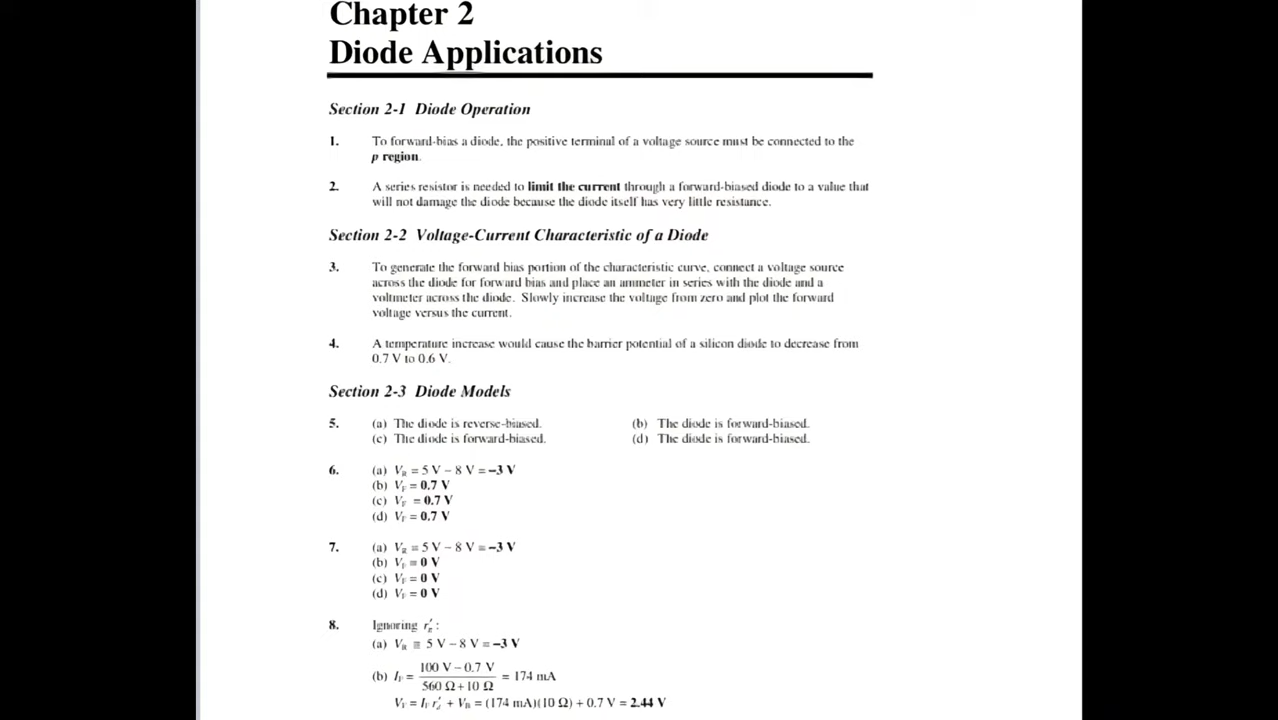 Chapter 2
Diode Applications
Section 2-1 Diode Operation
1. To forward-bias a diode, the positive terminal of a voltage source must be connected to the
p region.
2. A series resistor is needed to limit the current through a forward-biased diode to a value that
will not damage the diode because the diode itself has very little resistance.
Section 2-2 Voltage-Current Characteristic of a Diode
3. To generate the forward bias portion of the characteristic curve, connect a voltage source
across the diode for forward bias and place an ammeter in series with the diode and a
voltmeter across the diode. Slowly increase the voltage from zero and plot the forward
voltage versus the current.
4. A temperature increase would cause the barrier potential of a silicon diode to decrease from
0.7 V to 0.6 V.
Section 2-3 Diode Models
5. (a) The diode is reverse-biased. (b) The diode is forward-biased.
(c) The diode is forward-biased. (d) The diode is forward-biased.
6. (a) V_R = 5 V − 8 V = −3 V
(b) V_F = 0.7 V
(c) V_F = 0.7 V
(d) V_F = 0.7 V
7. (a) V_R = 5 V − 8 V = −3 V
(b) V_F = 0 V
(c) V_F = 0 V
(d) V_F = 0 V
8. Ignoring r′_R :
(a) V_R ≅ 5 V − 8 V = −3 V
(b) I_F = (100 V − 0.7 V) / (560 Ω + 10 Ω) = 174 mA
V_F = I_F r′_d + V_B = (174 mA)(10 Ω) + 0.7 V = 2.44 V